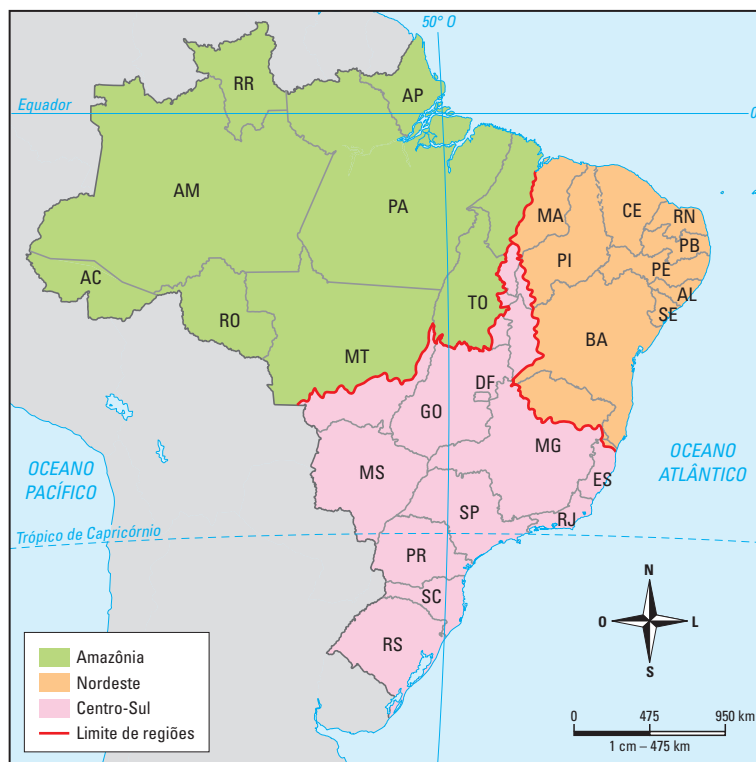 50° O
RR
AP
Equador
0
AM
PA
MA
CE
RN
PB
PI
PE
AC
AL
TO
SE
RO
BA
MT
DF
GO
MG
OCEANO
PACÍFICO
OCEANO
ATLÂNTICO
MS
ES
SP
RJ
Trópico de Capricórnio
PR
SC
RS
N
O
L
S
Amazônia
Nordeste
Centro-Sul
Limite de regiões
0 475 950 km
1 cm – 475 km